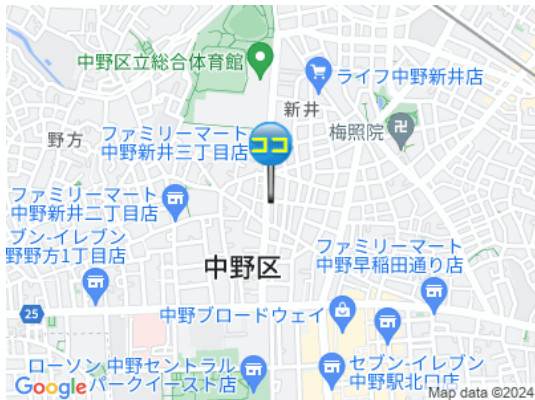 中野区立総合体育館
ライフ中野新井店
新井
梅照院
野方
ファミリーマート
中野新井三丁目店
ココ
ファミリーマート
中野新井二丁目店
ブン-イレブン
野野方1丁目店
ファミリーマート
中野早稲田通り店
中野区
25
中野ブロードウェイ
ローソン 中野セントラル
パークイースト店
セブン-イレブン
中野駅北口店
Google
Map data ©2024